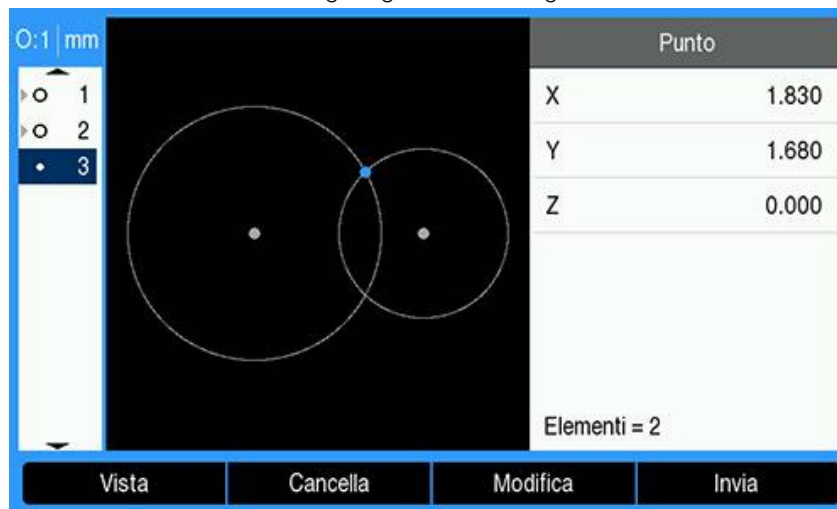 O:1 mm
Punto
1
2
3
X 1.830
Y 1.680
Z 0.000
Elementi = 2
Vista Cancella Modifica Invia